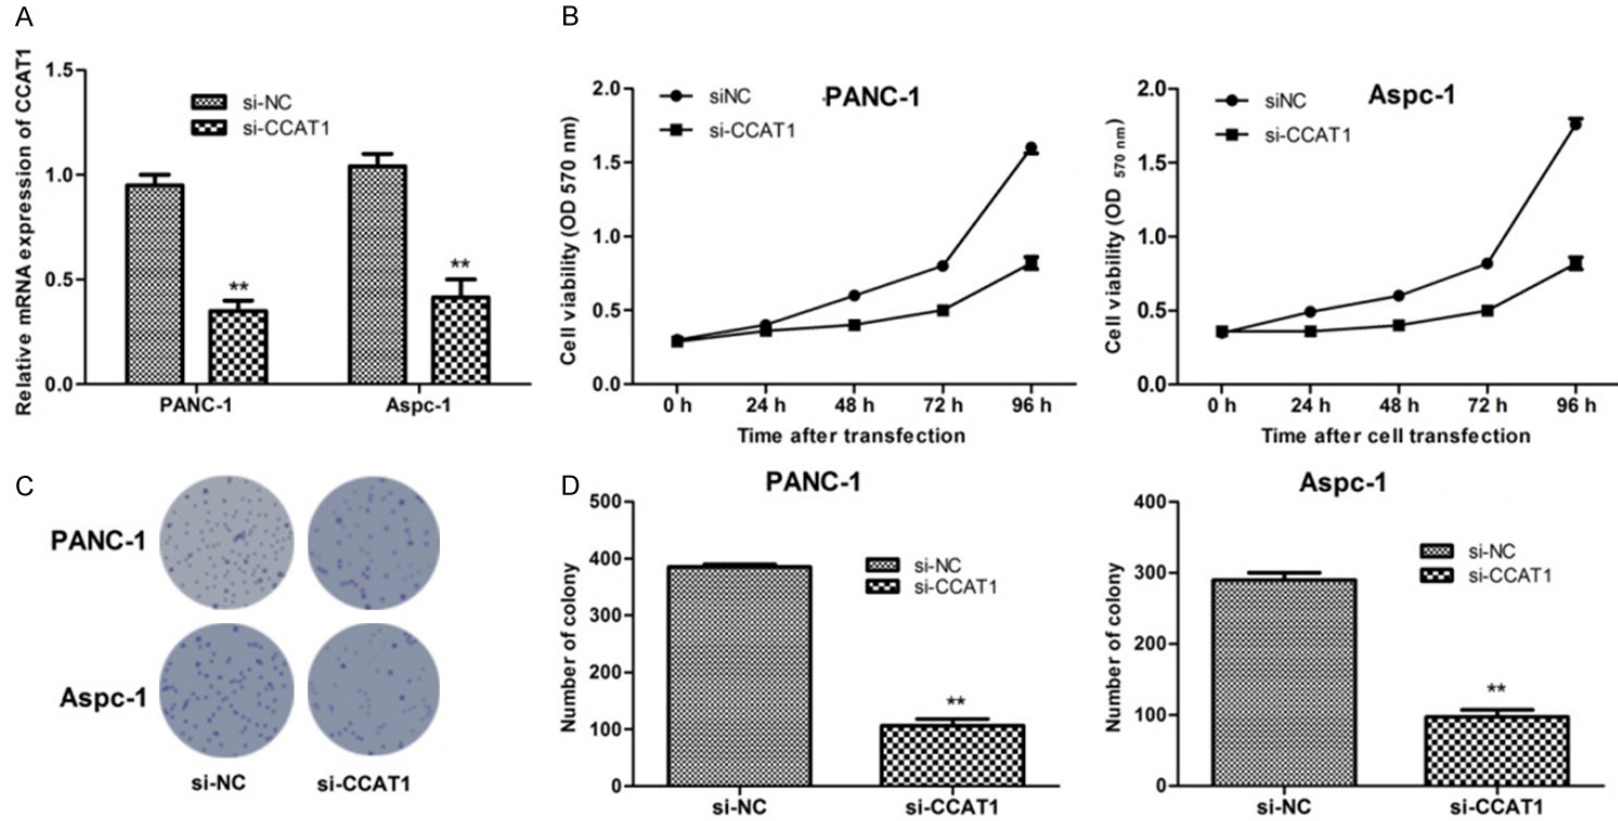 A
Relative mRNA expression of CCAT1
1.5
1.0
0.5
0.0
si-NC
si-CCAT1
**
**
PANC-1
Aspc-1
B
Cell viability (OD 570 nm)
2.0
1.5
1.0
0.5
0.0
siNC
si-CCAT1
PANC-1
0 h
24 h
48 h
72 h
96 h
Time after transfection
Cell viability (OD 570 nm)
2.0
1.5
1.0
0.5
0.0
siNC
si-CCAT1
Aspc-1
0 h
24 h
48 h
72 h
96 h
Time after cell transfection
C
PANC-1
Aspc-1
si-NC
si-CCAT1
D
PANC-1
Number of colony
500
400
300
200
100
0
si-NC
si-CCAT1
**
si-NC
si-CCAT1
Aspc-1
Number of colony
400
300
200
100
0
si-NC
si-CCAT1
**
si-NC
si-CCAT1